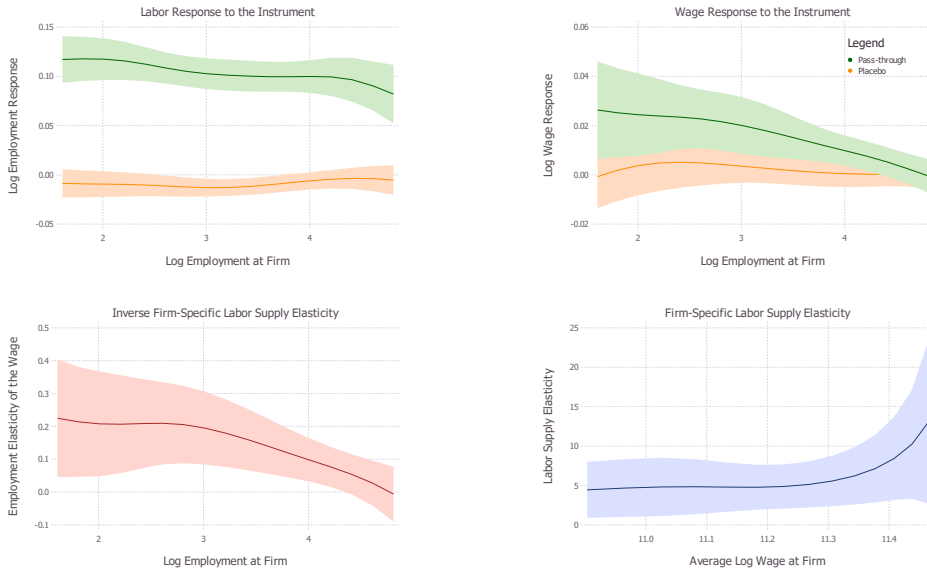 Labor Response to the Instrument
0.15
0.10
0.05
0.00
-0.05
Log Employment Response
2 3 4
Log Employment at Firm
Wage Response to the Instrument
Legend
Pass-through
Placebo
0.06
0.04
0.02
0.00
-0.02
Log Wage Response
2 3 4
Log Employment at Firm
Inverse Firm-Specific Labor Supply Elasticity
0.5
0.4
0.3
0.2
0.1
0.0
-0.1
Employment Elasticity of the Wage
2 3 4
Log Employment at Firm
Firm-Specific Labor Supply Elasticity
25
20
15
10
5
0
Labor Supply Elasticity
11.0 11.1 11.2 11.3 11.4
Average Log Wage at Firm